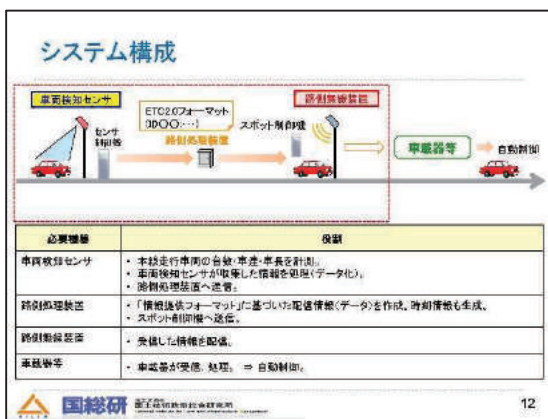 システム構成
車両検知センサ
路側無線装置
ETC2.0フォーマット
センサ
制御機
路側処理装置
スポット制御機
車載器等
自動制御
必要機器
役割
車両検知センサ
・ 本線走行車両の台数・車速・車長を計測。
・ 車両検知センサが収集した情報を処理(データ化)。
・ 路側処理装置へ送信。
路側処理装置
・ 「情報提供フォーマット」に基づいた配信情報(データ)を作成。時刻情報も生成。
・ スポット制御機へ送信。
路側無線装置
・ 受信した情報を配信。
車載器等
・ 車載器が受信、処理。 ⇒ 自動制御。
国総研
12